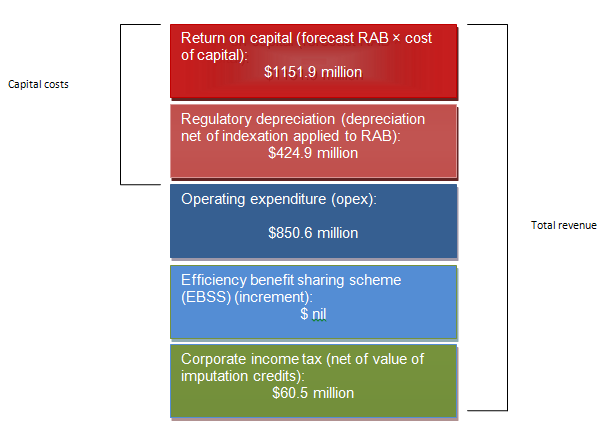 Return on capital (forecast RAB × cost
of capital):
$1151.9 million
Capital costs
Regulatory depreciation (depreciation
net of indexation applied to RAB):
$424.9 million
Operating expenditure (opex):
$850.6 million
Total revenue
Efficiency benefit sharing scheme
(EBSS) (increment):
$ nil
Corporate income tax (net of value of
imputation credits):
$60.5 million